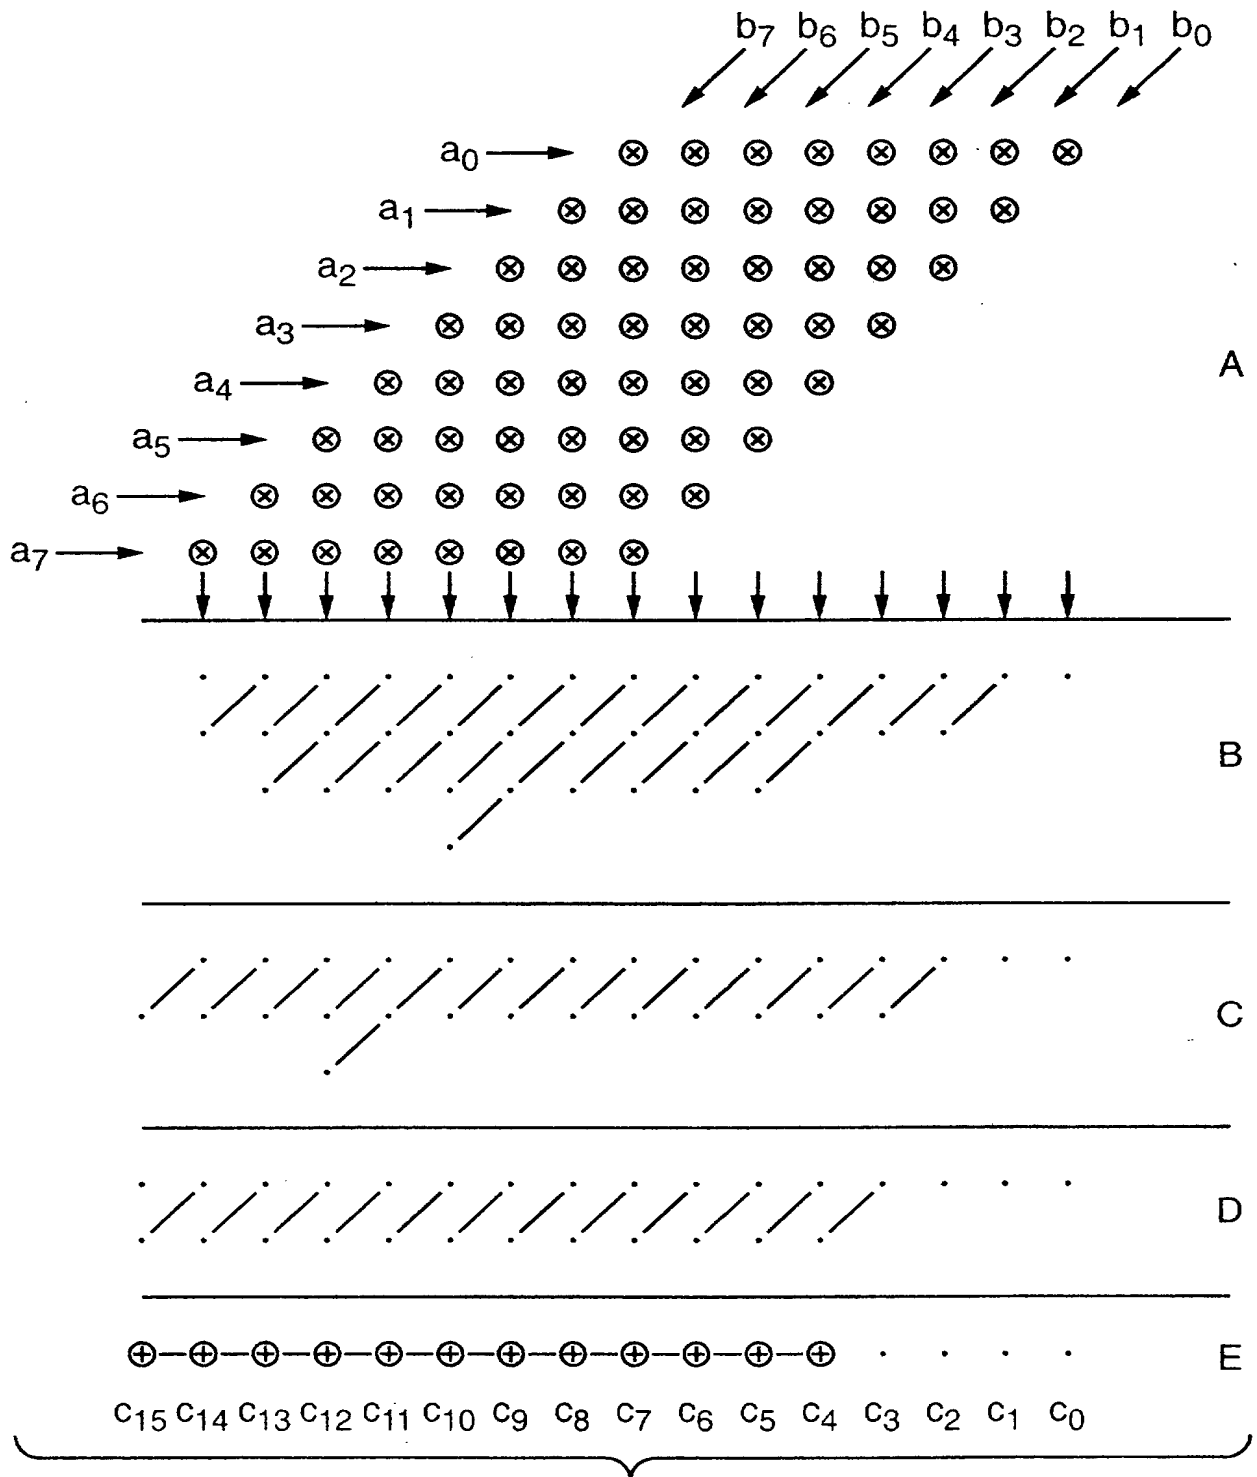 b₇ b₆ b₅ b₄ b₃ b₂ b₁ b₀
a₀
a₁
a₂
a₃
A
a₄
a₅
a₆
a₇
B
C
D
E
c₁₅ c₁₄ c₁₃ c₁₂ c₁₁ c₁₀ c₉ c₈ c₇ c₆ c₅ c₄ c₃ c₂ c₁ c₀